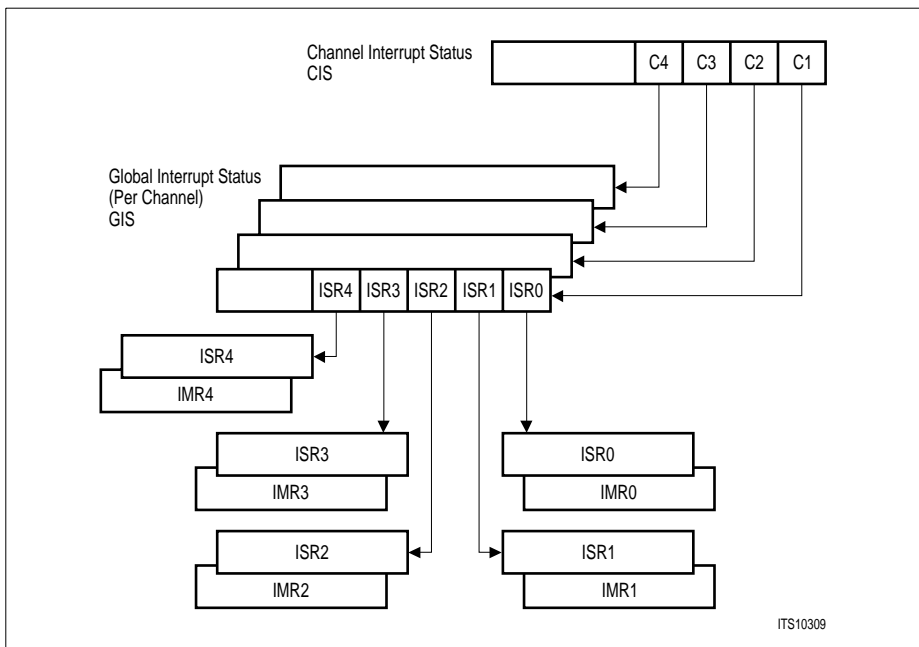 Channel Interrupt Status
CIS
C4 C3 C2 C1
Global Interrupt Status
(Per Channel)
GIS
ISR4 ISR3 ISR2 ISR1 ISR0
ISR4
IMR4
ISR3
IMR3
ISR0
IMR0
ISR2
IMR2
ISR1
IMR1
ITS10309